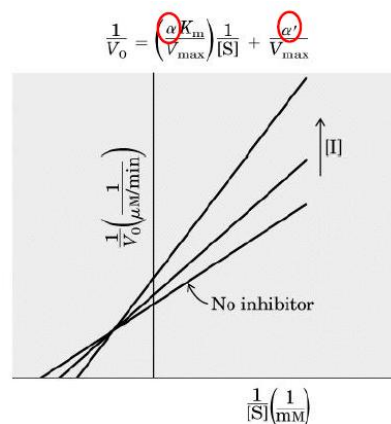 1/V₀ = (αKₘ/Vₘₐₓ) 1/[S] + α′/Vₘₐₓ
[I]
1/V₀ (1/μM/min)
No inhibitor
1/[S] (1/mM)